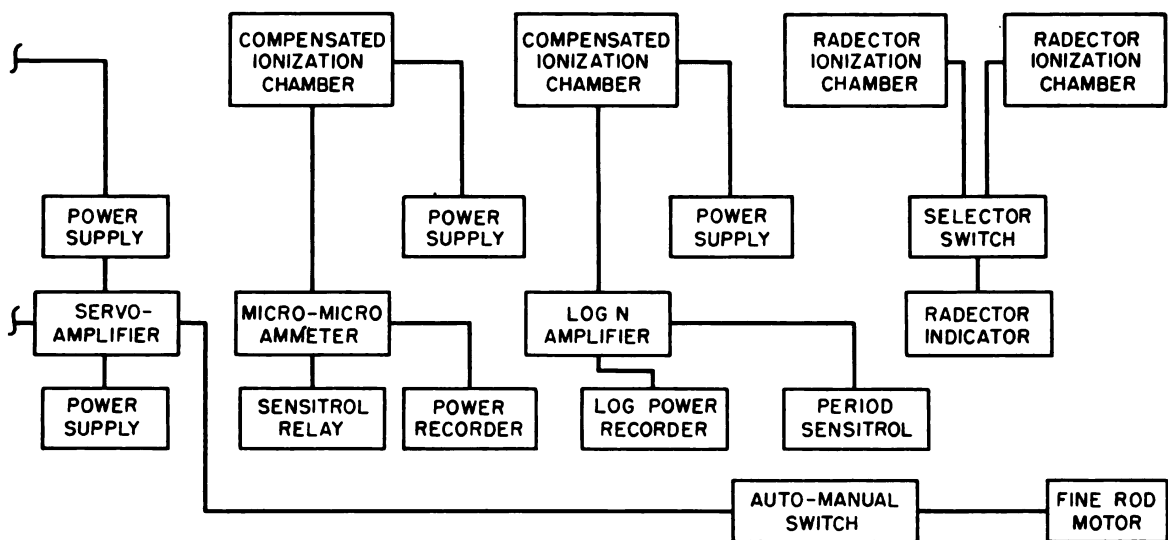 COMPENSATED
IONIZATION
CHAMBER
COMPENSATED
IONIZATION
CHAMBER
RADECTOR
IONIZATION
CHAMBER
RADECTOR
IONIZATION
CHAMBER
POWER
SUPPLY
POWER
SUPPLY
POWER
SUPPLY
SELECTOR
SWITCH
SERVO-
AMPLIFIER
MICRO-MICRO
AMMETER
LOG N
AMPLIFIER
RADECTOR
INDICATOR
POWER
SUPPLY
SENSITROL
RELAY
POWER
RECORDER
LOG POWER
RECORDER
PERIOD
SENSITROL
AUTO-MANUAL
SWITCH
FINE ROD
MOTOR